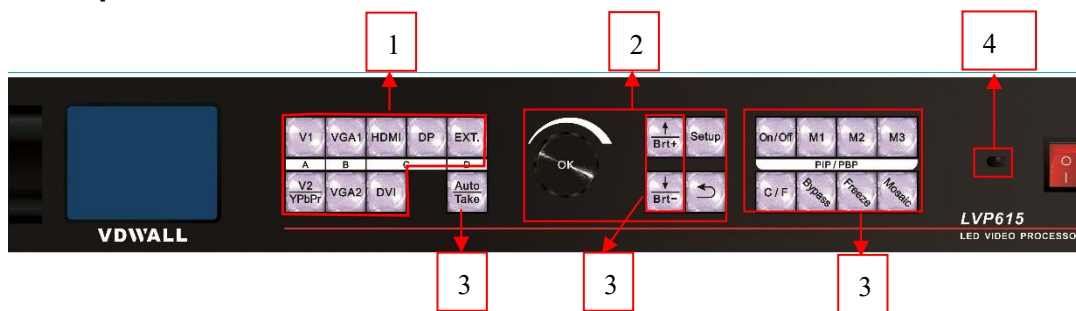 1
2
4
V1 VGA1 HDMI DP EXT.
A B C D
V2 YPbPr VGA2 DVI Auto Take
OK
↑ Brt+ Setup
↓ Brt−
On/Off M1 M2 M3
PIP / PBP
C / F Bypass Freeze Mosaic
VDWALL
LVP615
LED VIDEO PROCESSO
3
3
3